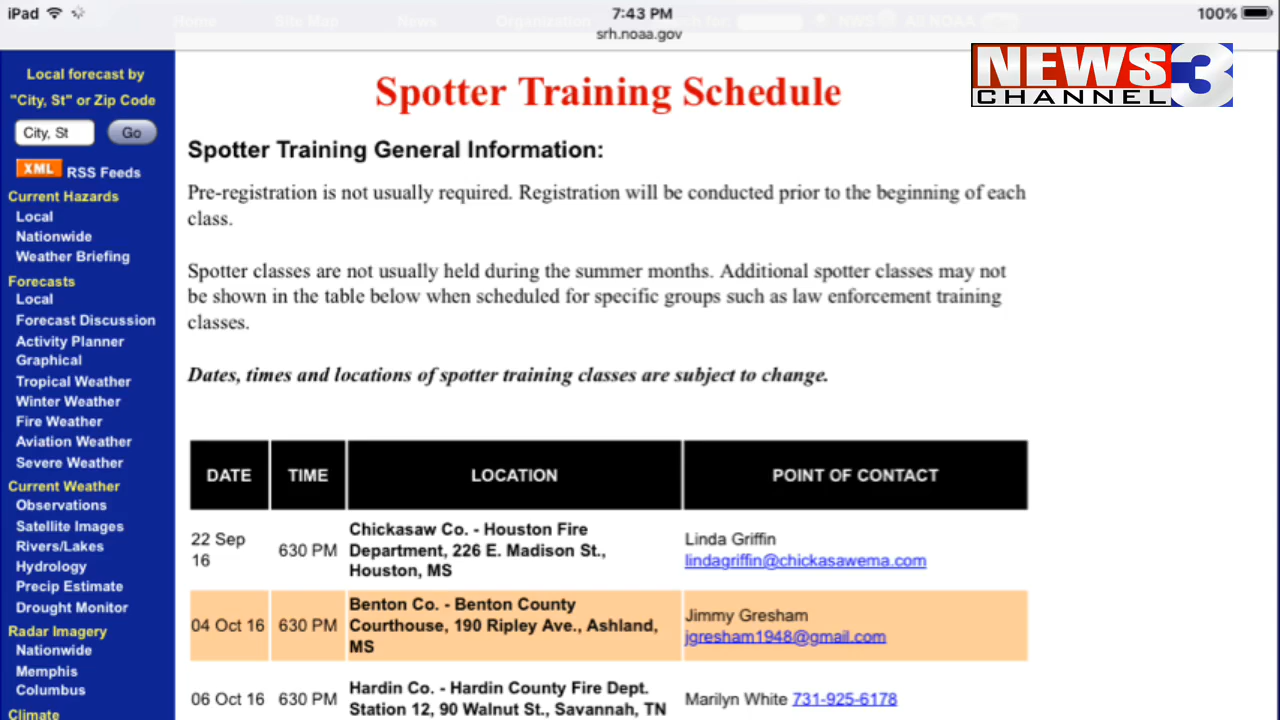 iPad
7:43 PM
100%
srh.noaa.gov
Home Site Map News Organization
NWS All NOAA
NEWS
CHANNEL 3
Local forecast by
"City, St" or Zip Code
City, St Go
XML RSS Feeds
Current Hazards
Local
Nationwide
Weather Briefing
Forecasts
Local
Forecast Discussion
Activity Planner
Graphical
Tropical Weather
Winter Weather
Fire Weather
Aviation Weather
Severe Weather
Current Weather
Observations
Satellite Images
Rivers/Lakes
Hydrology
Precip Estimate
Drought Monitor
Radar Imagery
Nationwide
Memphis
Columbus
Climate
Spotter Training Schedule
Spotter Training General Information:
Pre-registration is not usually required. Registration will be conducted prior to the beginning of each
class.
Spotter classes are not usually held during the summer months. Additional spotter classes may not
be shown in the table below when scheduled for specific groups such as law enforcement training
classes.
Dates, times and locations of spotter training classes are subject to change.
DATE TIME LOCATION POINT OF CONTACT
22 Sep
16
630 PM
Chickasaw Co. - Houston Fire
Department, 226 E. Madison St.,
Houston, MS
Linda Griffin
lindagriffin@chickasawema.com
04 Oct 16
630 PM
Benton Co. - Benton County
Courthouse, 190 Ripley Ave., Ashland,
MS
Jimmy Gresham
jgresham1948@gmail.com
06 Oct 16
630 PM
Hardin Co. - Hardin County Fire Dept.
Station 12, 90 Walnut St., Savannah, TN
Marilyn White 731-925-6178